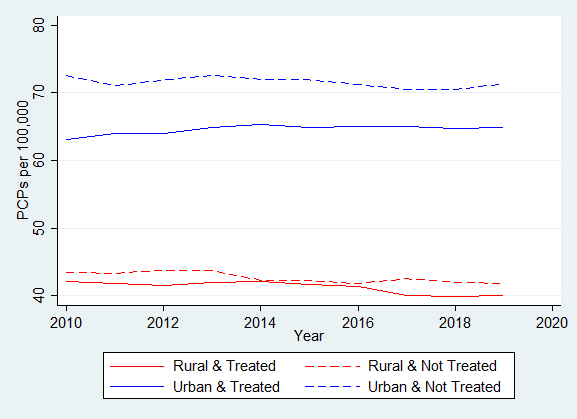 80
70
60
50
40
PCPs per 100,000
2010 2012 2014 2016 2018 2020
Year
Rural & Treated Rural & Not Treated
Urban & Treated Urban & Not Treated